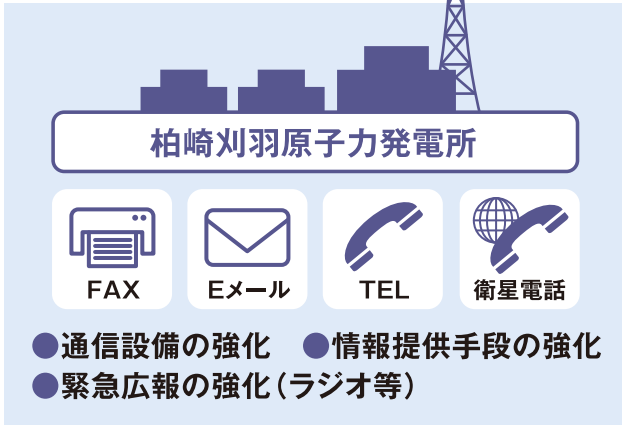 柏崎刈羽原子力発電所
FAX
Eメール
TEL
衛星電話
●通信設備の強化 ●情報提供手段の強化
●緊急広報の強化（ラジオ等）